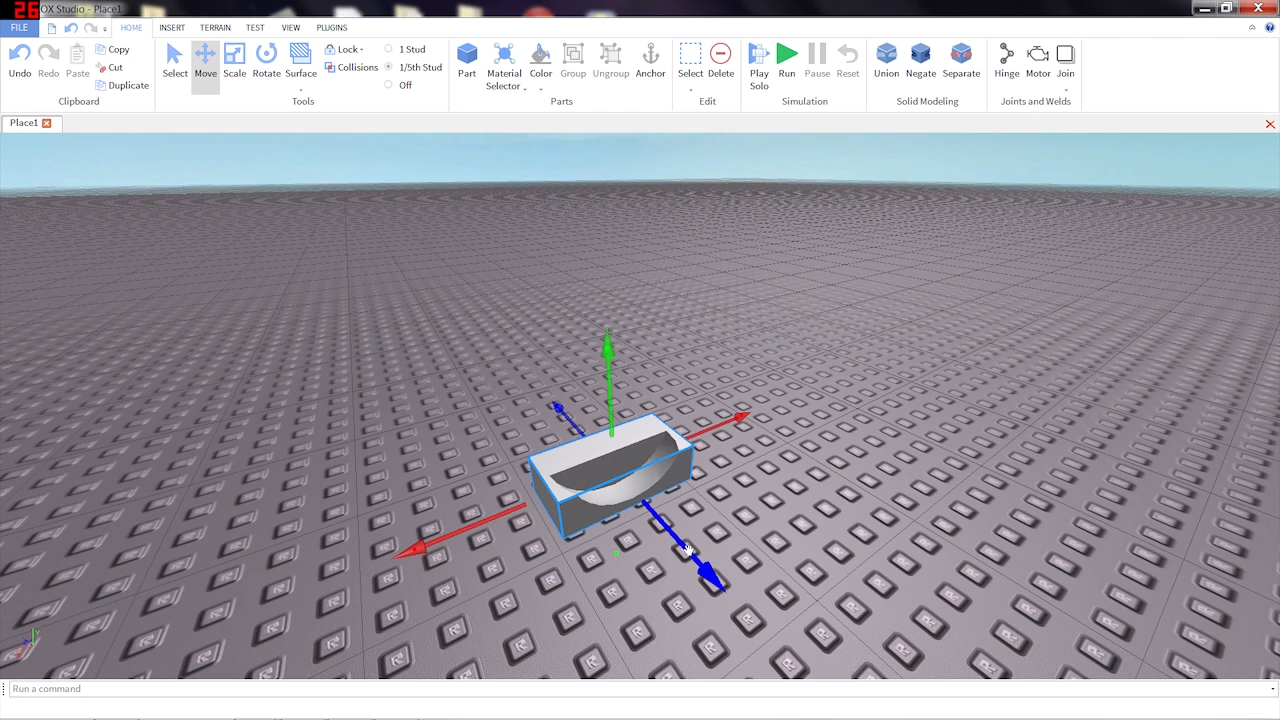 26
OX Studio - Place1
FILE HOME INSERT TERRAIN TEST VIEW PLUGINS
Undo Redo Paste Copy Cut Duplicate
Clipboard
Select Move Scale Rotate Surface Lock Collisions 1 Stud 1/5th Stud Off
Tools
Part Material Selector Color Group Ungroup Anchor
Parts
Select Delete
Edit
Play Solo Run Pause Reset
Simulation
Union Negate Separate
Solid Modeling
Hinge Motor Join
Joints and Welds
Place1
Run a command